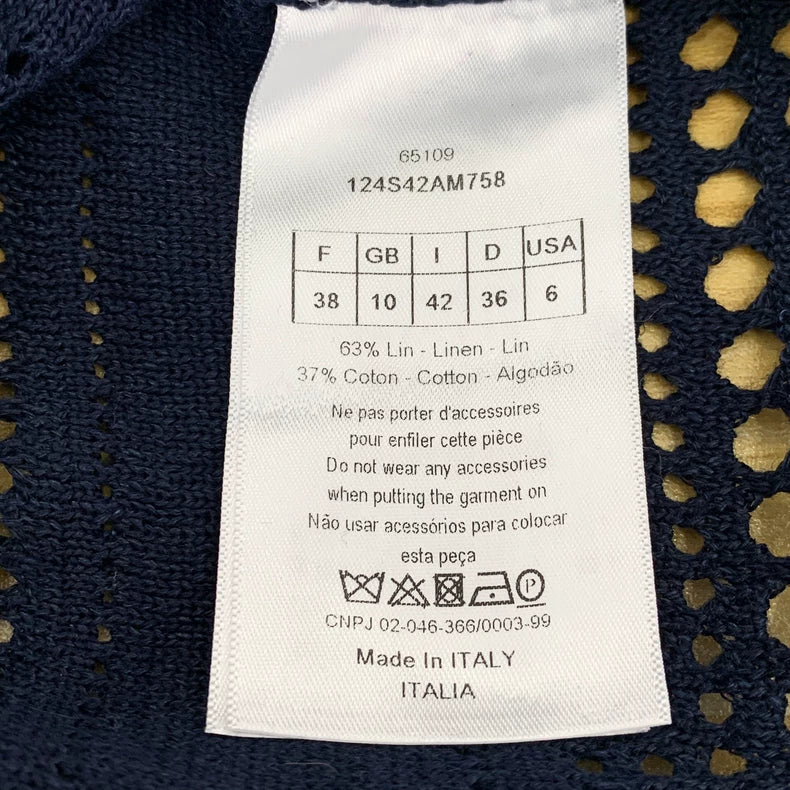 65109
124S42AM758
F GB I D USA
38 10 42 36 6
63% Lin - Linen - Lin
37% Coton - Cotton - Algodão
Ne pas porter d'accessoires
pour enfiler cette pièce
Do not wear any accessories
when putting the garment on
Não usar acessórios para colocar
esta peça
P
CNPJ 02-046-366/0003-99
Made In ITALY
ITALIA